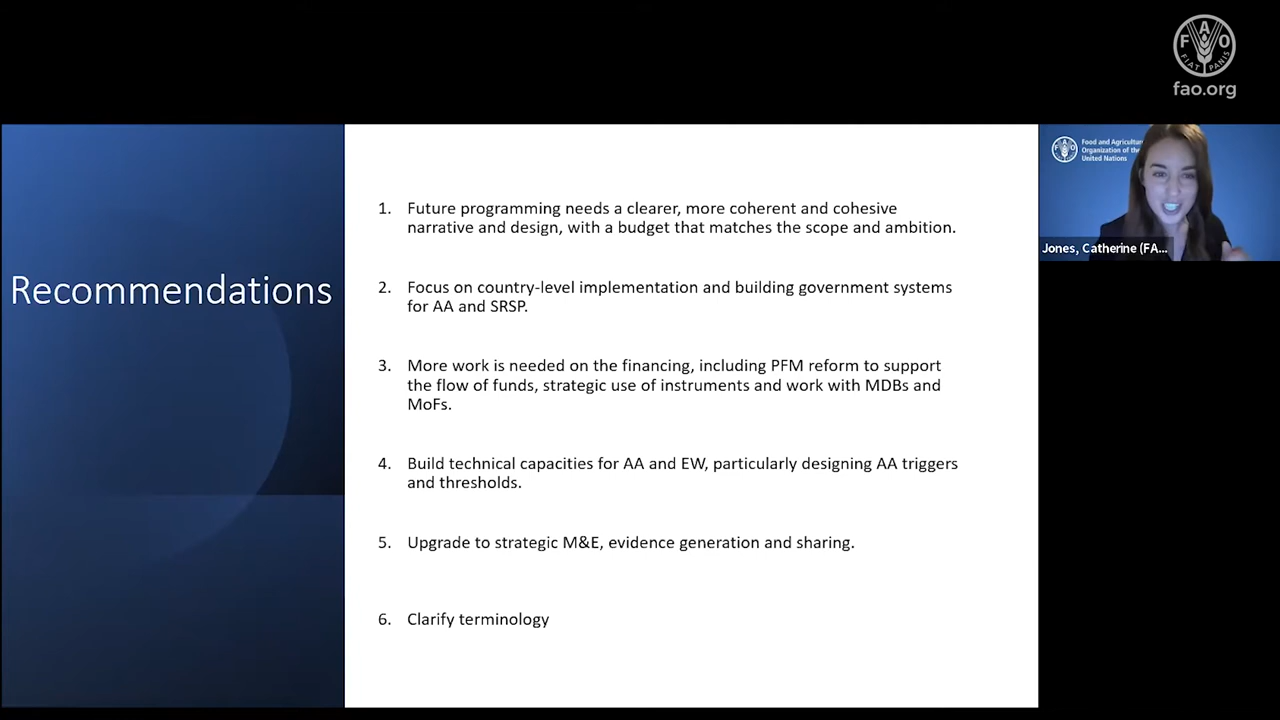 FAO
FIAT PANIS
fao.org
Food and Agricultur
Organization of the
United Nations
Jones, Catherine (FA...
Recommendations
1. Future programming needs a clearer, more coherent and cohesive
narrative and design, with a budget that matches the scope and ambition.
2. Focus on country-level implementation and building government systems
for AA and SRSP.
3. More work is needed on the financing, including PFM reform to support
the flow of funds, strategic use of instruments and work with MDBs and
MoFs.
4. Build technical capacities for AA and EW, particularly designing AA triggers
and thresholds.
5. Upgrade to strategic M&E, evidence generation and sharing.
6. Clarify terminology